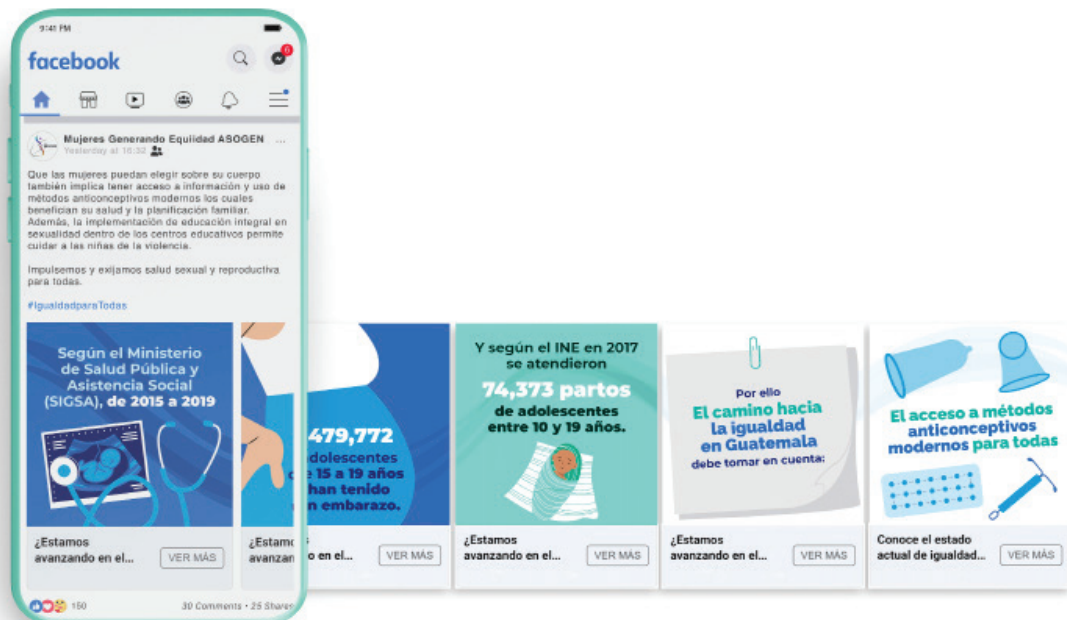 9:41 PM
facebook
6
Mujeres Generando Equiidad ASOGEN ...
Yesterday at 16:32
Que las mujeres puedan elegir sobre su cuerpo
también implica tener acceso a información y uso de
métodos anticonceptivos modernos los cuales
benefician su salud y la planificación familiar.
Además, la implementación de educación integral en
sexualidad dentro de los centros educativos permite
cuidar a las niñas de la violencia.
Impulsemos y exijamos salud sexual y reproductiva
para todas.
#IgualdadparaTodas
Según el Ministerio
de Salud Pública y
Asistencia Social
(SIGSA), de 2015 a 2019
¿Estamos
avanzando en el...
VER MÁS
479,772
dolescentes
15 a 19 años
han tenido
n embarazo.
¿Estamo
avanzan
o en el...
VER MÁS
Y según el INE en 2017
se atendieron
74,373 partos
de adolescentes
entre 10 y 19 años.
¿Estamos
avanzando en el...
VER MÁS
Por ello
El camino hacia
la igualdad
en Guatemala
debe tomar en cuenta:
¿Estamos
avanzando en el...
VER MÁS
El acceso a métodos
anticonceptivos
modernos para todas
Conoce el estado
actual de igualdad...
VER MÁS
150
30 Comments • 25 Shares